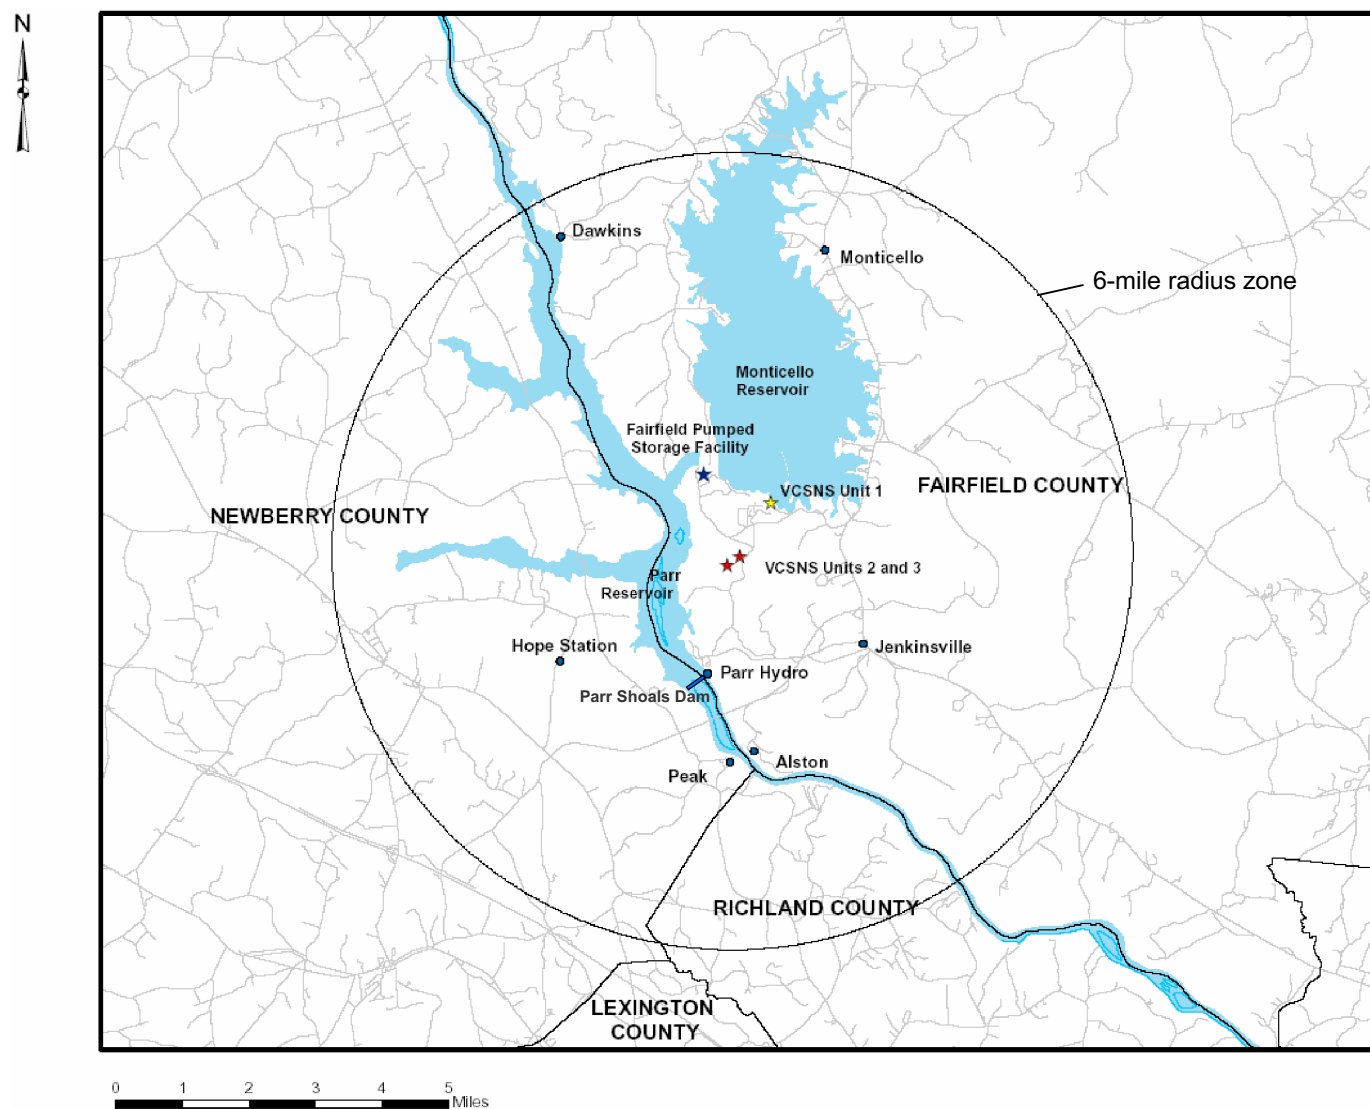 N
Dawkins
Monticello
6-mile radius zone
Monticello
Reservoir
Fairfield Pumped
Storage Facility
VCSNS Unit 1
FAIRFIELD COUNTY
NEWBERRY COUNTY
VCSNS Units 2 and 3
Parr
Reservoir
Hope Station
Jenkinsville
Parr Hydro
Parr Shoals Dam
Alston
Peak
RICHLAND COUNTY
LEXINGTON
COUNTY
0 1 2 3 4 5
Miles